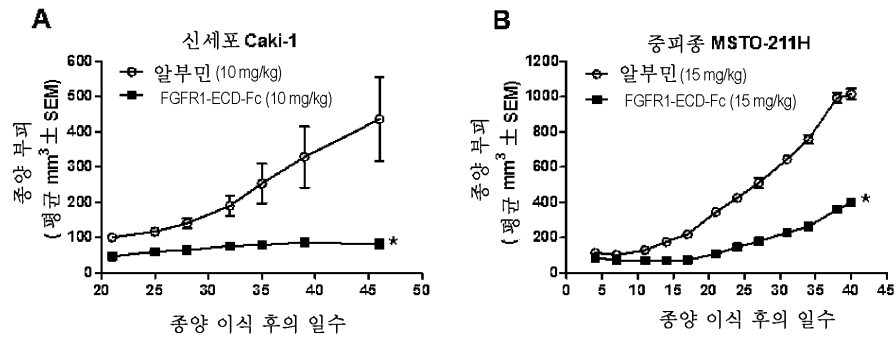 A
신세포 Caki-1
종양 부피
(평균 mm³ ± SEM)
600
500
400
300
200
100
0
알부민 (10 mg/kg)
FGFR1-ECD-Fc (10 mg/kg)
*
20 25 30 35 40 45 50
종양 이식 후의 일수
B
중피종 MSTO-211H
종양 부피
(평균 mm³ ± SEM)
1200
1000
800
600
400
200
0
알부민 (15 mg/kg)
FGFR1-ECD-Fc (15 mg/kg)
*
0 5 10 15 20 25 30 35 40 45
종양 이식 후의 일수